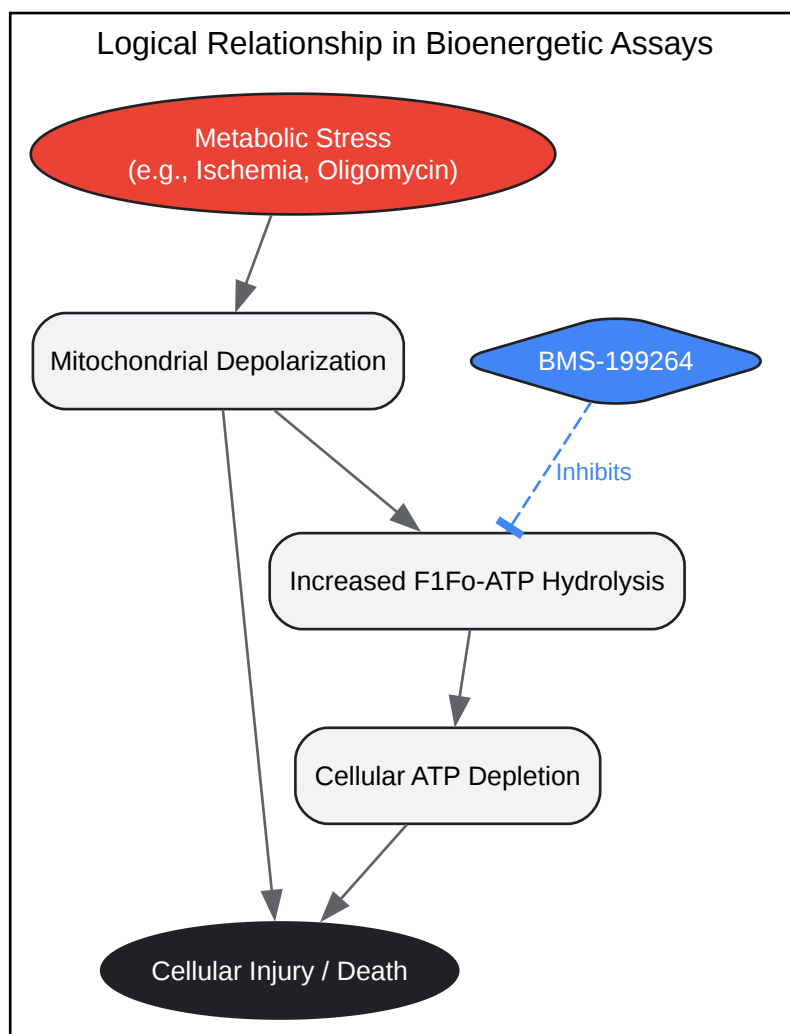 Logical Relationship in Bioenergetic Assays
Metabolic Stress
(e.g., Ischemia, Oligomycin)
Mitochondrial Depolarization
BMS-199264
Inhibits
Increased F1Fo-ATP Hydrolysis
Cellular ATP Depletion
Cellular Injury / Death